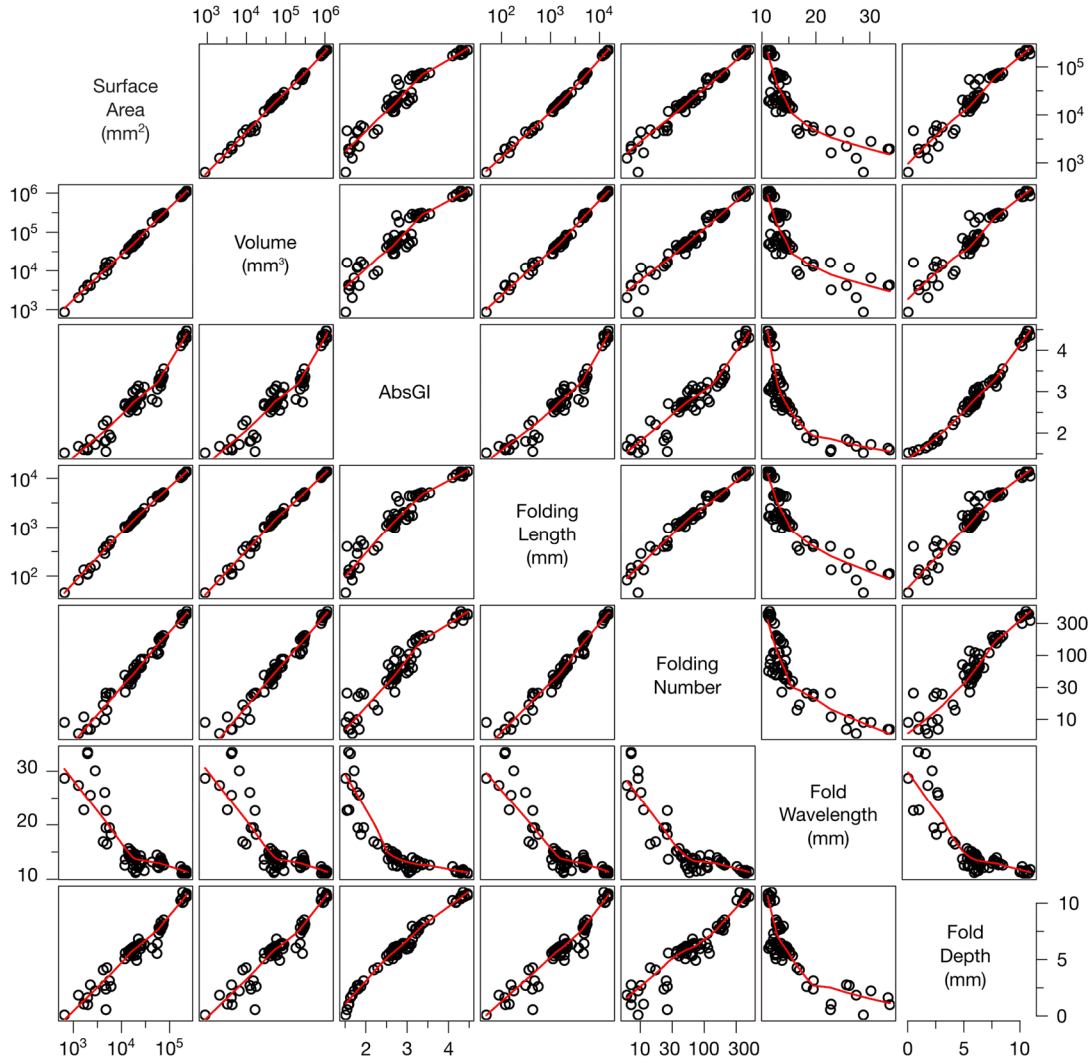 10³ 10⁴ 10⁵ 10⁶ 10² 10³ 10⁴ 10 20 30
Surface
Area
(mm²)
10⁵
10⁴
10³
10⁶
10⁵
10⁴
10³
Volume
(mm³)
AbsGI
4
3
2
10⁴
10³
10²
Folding
Length
(mm)
Folding
Number
300
100
30
10
30
20
10
Fold
Wavelength
(mm)
Fold
Depth
(mm)
10
5
0
10³ 10⁴ 10⁵ 2 3 4 10 30 100 300 0 5 10